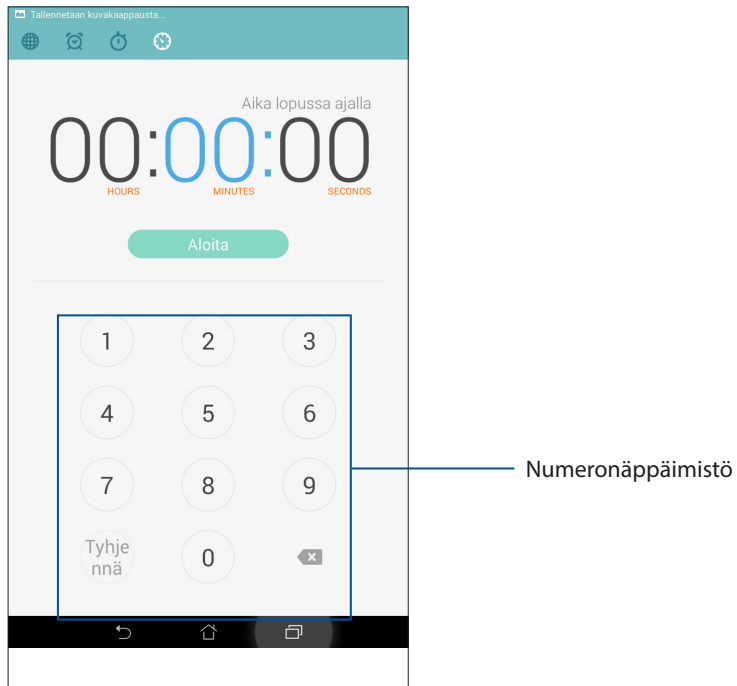 Tallennetaan kuvakaappausta...
Aika lopussa ajalla
00:00:00
HOURS MINUTES SECONDS
Aloita
1 2 3
4 5 6
7 8 9
Numeronäppäimistö
Tyhje
nnä 0